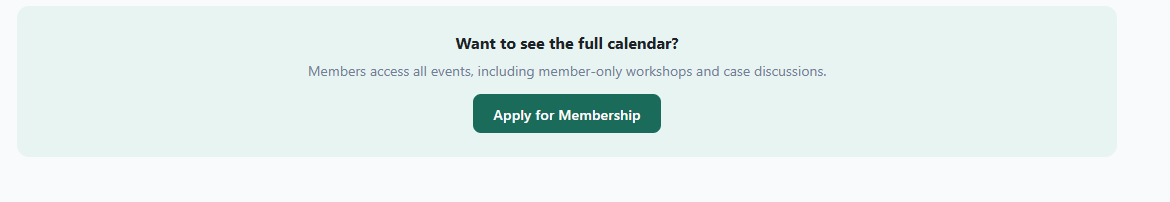 Want to see the full calendar?
Members access all events, including member-only workshops and case discussions.
Apply for Membership